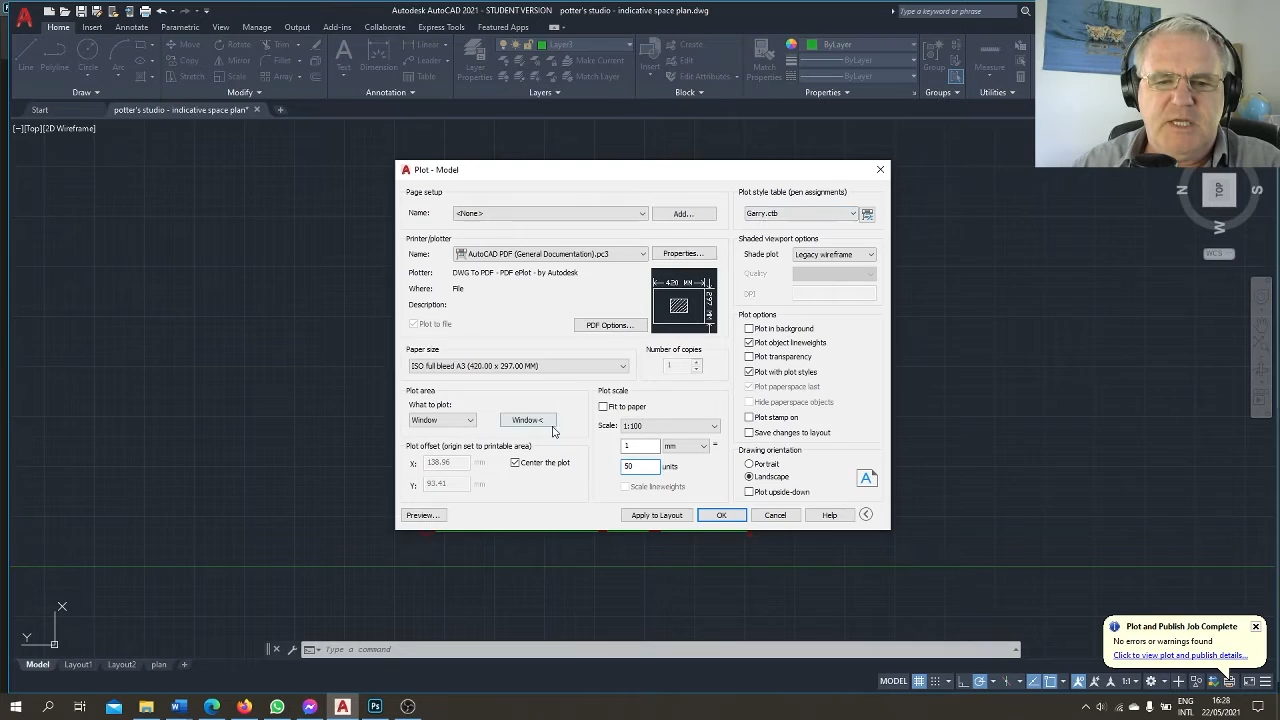 Autodesk AutoCAD 2021 - STUDENT VERSION potter's studio - indicative space plan.dwg
Type a keyword or phrase
Home Insert Annotate Parametric View Manage Output Add-ins Collaborate Express Tools Featured Apps
Line Polyline Circle Arc
Move Rotate Trim
Copy Mirror Fillet
Stretch Scale Array
Text Dimension
Linear
Leader
Table
Layer Properties
Layer3
Make Current
Match Layer
Insert
Create
Edit
Edit Attributes
Match Properties
ByLayer
ByLayer
ByLayer
Group
Measure
Draw Modify Annotation Layers Block Properties Groups Utilities
Start potter's studio - indicative space plan*
[−][Top][2D Wireframe]
N TOP S
W
WCS
Plot - Model
Page setup
Name: <None> Add...
Printer/plotter
Name: AutoCAD PDF (General Documentation).pc3 Properties...
Plotter: DWG To PDF - PDF ePlot - by Autodesk
Where: File
Description:
Plot to file PDF Options...
420 MM
297 MM
Paper size
ISO full bleed A3 (420.00 x 297.00 MM)
Number of copies
1
Plot area
What to plot:
Window Window<
Plot offset (origin set to printable area)
X: 138.96 mm Center the plot
Y: 93.41 mm
Plot scale
Fit to paper
Scale: 1:100
1 mm =
50 units
Scale lineweights
Plot style table (pen assignments)
Garry.ctb
Shaded viewport options
Shade plot Legacy wireframe
Quality
DPI
Plot options
Plot in background
Plot object lineweights
Plot transparency
Plot with plot styles
Plot paperspace last
Hide paperspace objects
Plot stamp on
Save changes to layout
Drawing orientation
Portrait
Landscape
Plot upside-down
A
Preview... Apply to Layout OK Cancel Help
X
Y
Type a command
Model Layout1 Layout2 plan
Plot and Publish Job Complete
No errors or warnings found
Click to view plot and publish details...
MODEL 1:1
ENG
INTL
16:28
22/05/2021